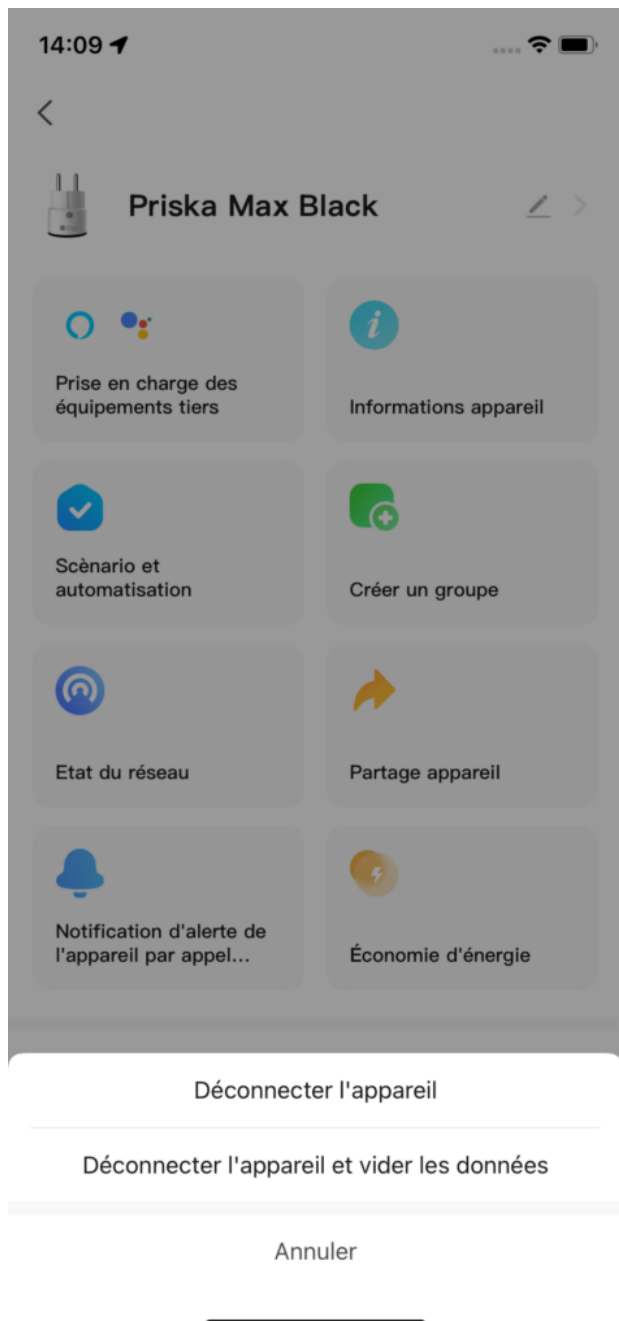 14:09
Priska Max Black
Prise en charge des
équipements tiers
Informations appareil
Scènario et
automatisation
Créer un groupe
Etat du réseau
Partage appareil
Notification d'alerte de
l'appareil par appel...
Économie d'énergie
Déconnecter l'appareil
Déconnecter l'appareil et vider les données
Annuler